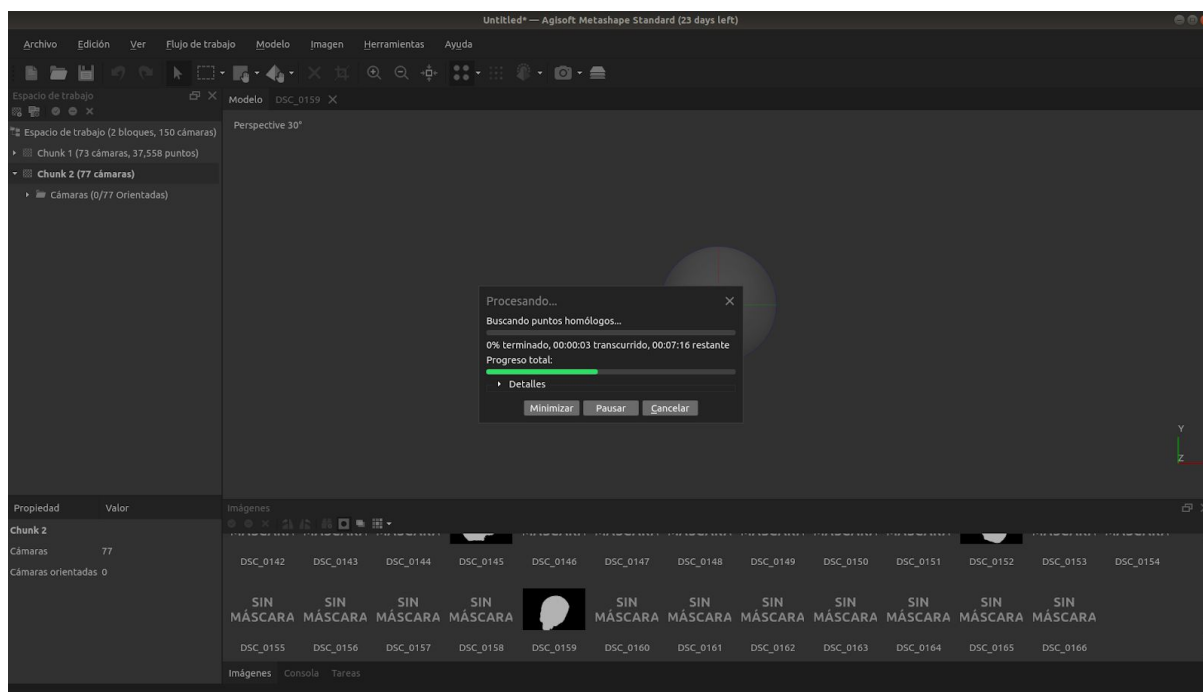 Untitled* — Agisoft Metashape Standard (23 days left)
Archivo Edición Ver Flujo de trabajo Modelo Imagen Herramientas Ayuda
Espacio de trabajo
Modelo DSC_0159
Espacio de trabajo (2 bloques, 150 cámaras)
Perspective 30°
Chunk 1 (73 cámaras, 37,558 puntos)
Chunk 2 (77 cámaras)
Cámaras (0/77 Orientadas)
Procesando...
Buscando puntos homólogos...
0% terminado, 00:00:03 transcurrido, 00:07:16 restante
Progreso total:
Detalles
Minimizar Pausar Cancelar
Y
Z
Propiedad Valor
Chunk 2
Cámaras 77
Cámaras orientadas 0
Imágenes
DSC_0142 DSC_0143 DSC_0144 DSC_0145 DSC_0146 DSC_0147 DSC_0148 DSC_0149 DSC_0150 DSC_0151 DSC_0152 DSC_0153 DSC_0154
SIN SIN SIN SIN SIN SIN SIN SIN SIN SIN SIN
MÁSCARA MÁSCARA MÁSCARA MÁSCARA MÁSCARA MÁSCARA MÁSCARA MÁSCARA MÁSCARA MÁSCARA MÁSCARA
DSC_0155 DSC_0156 DSC_0157 DSC_0158 DSC_0159 DSC_0160 DSC_0161 DSC_0162 DSC_0163 DSC_0164 DSC_0165 DSC_0166
Imágenes Consola Tareas